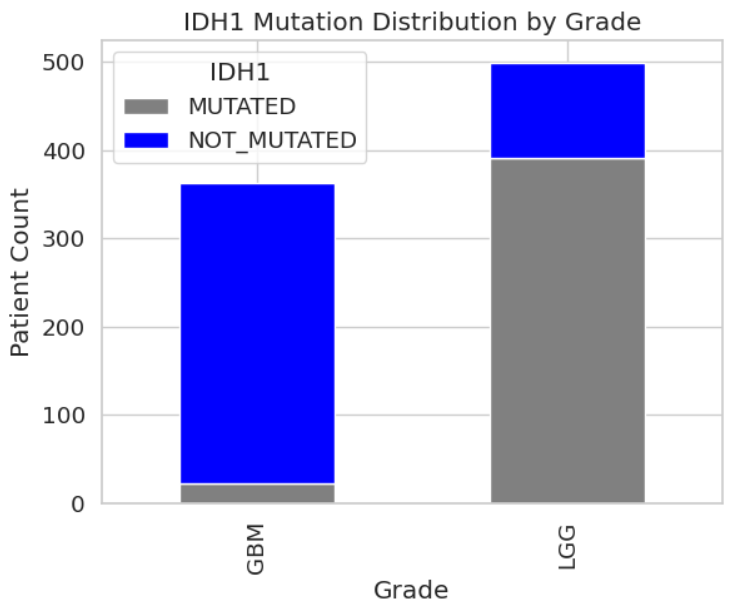 IDH1 Mutation Distribution by Grade
IDH1
MUTATED
NOT_MUTATED
Patient Count
500
400
300
200
100
0
GBM
LGG
Grade